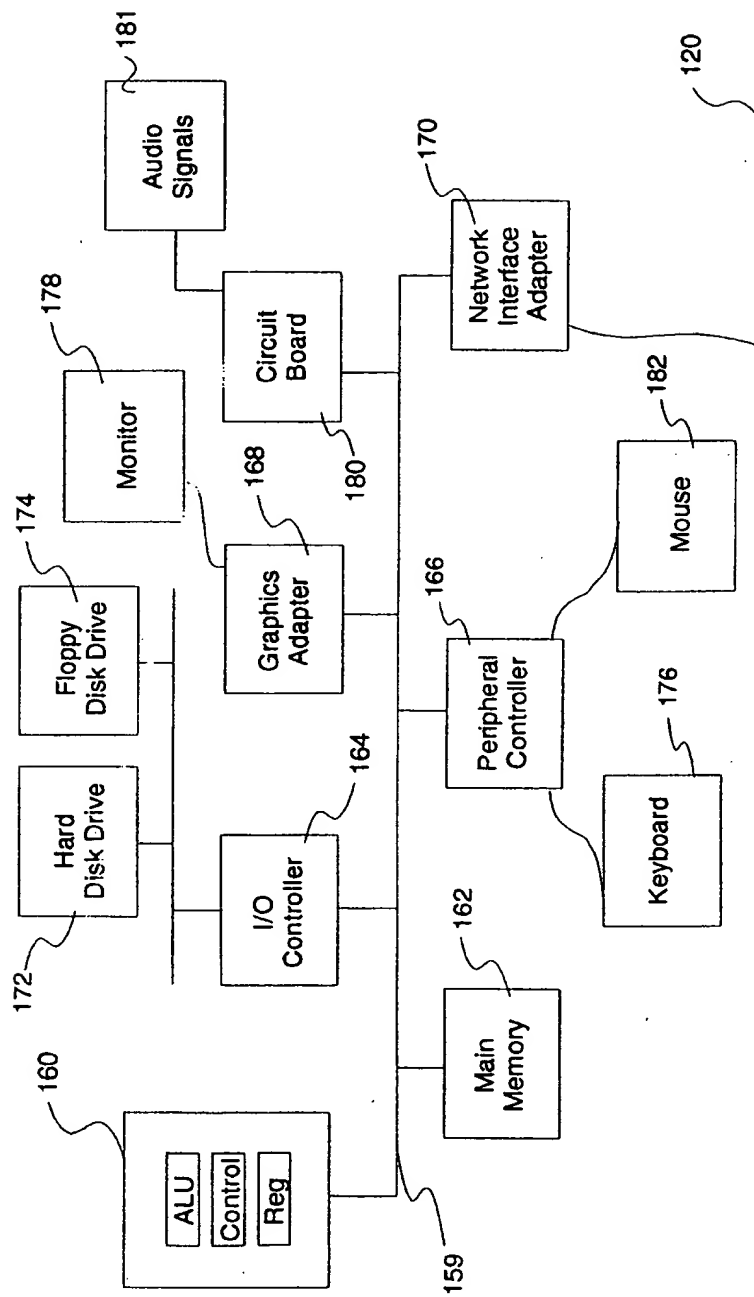 160
ALU
Control
Reg
159
172
Hard
Disk Drive
Floppy
Disk Drive
174
I/O
Controller
164
Monitor
178
Graphics
Adapter
168
Audio
Signals
181
Circuit
Board
180
Main
Memory
162
Peripheral
Controller
166
Keyboard
176
Mouse
182
Network
Interface
Adapter
170
120